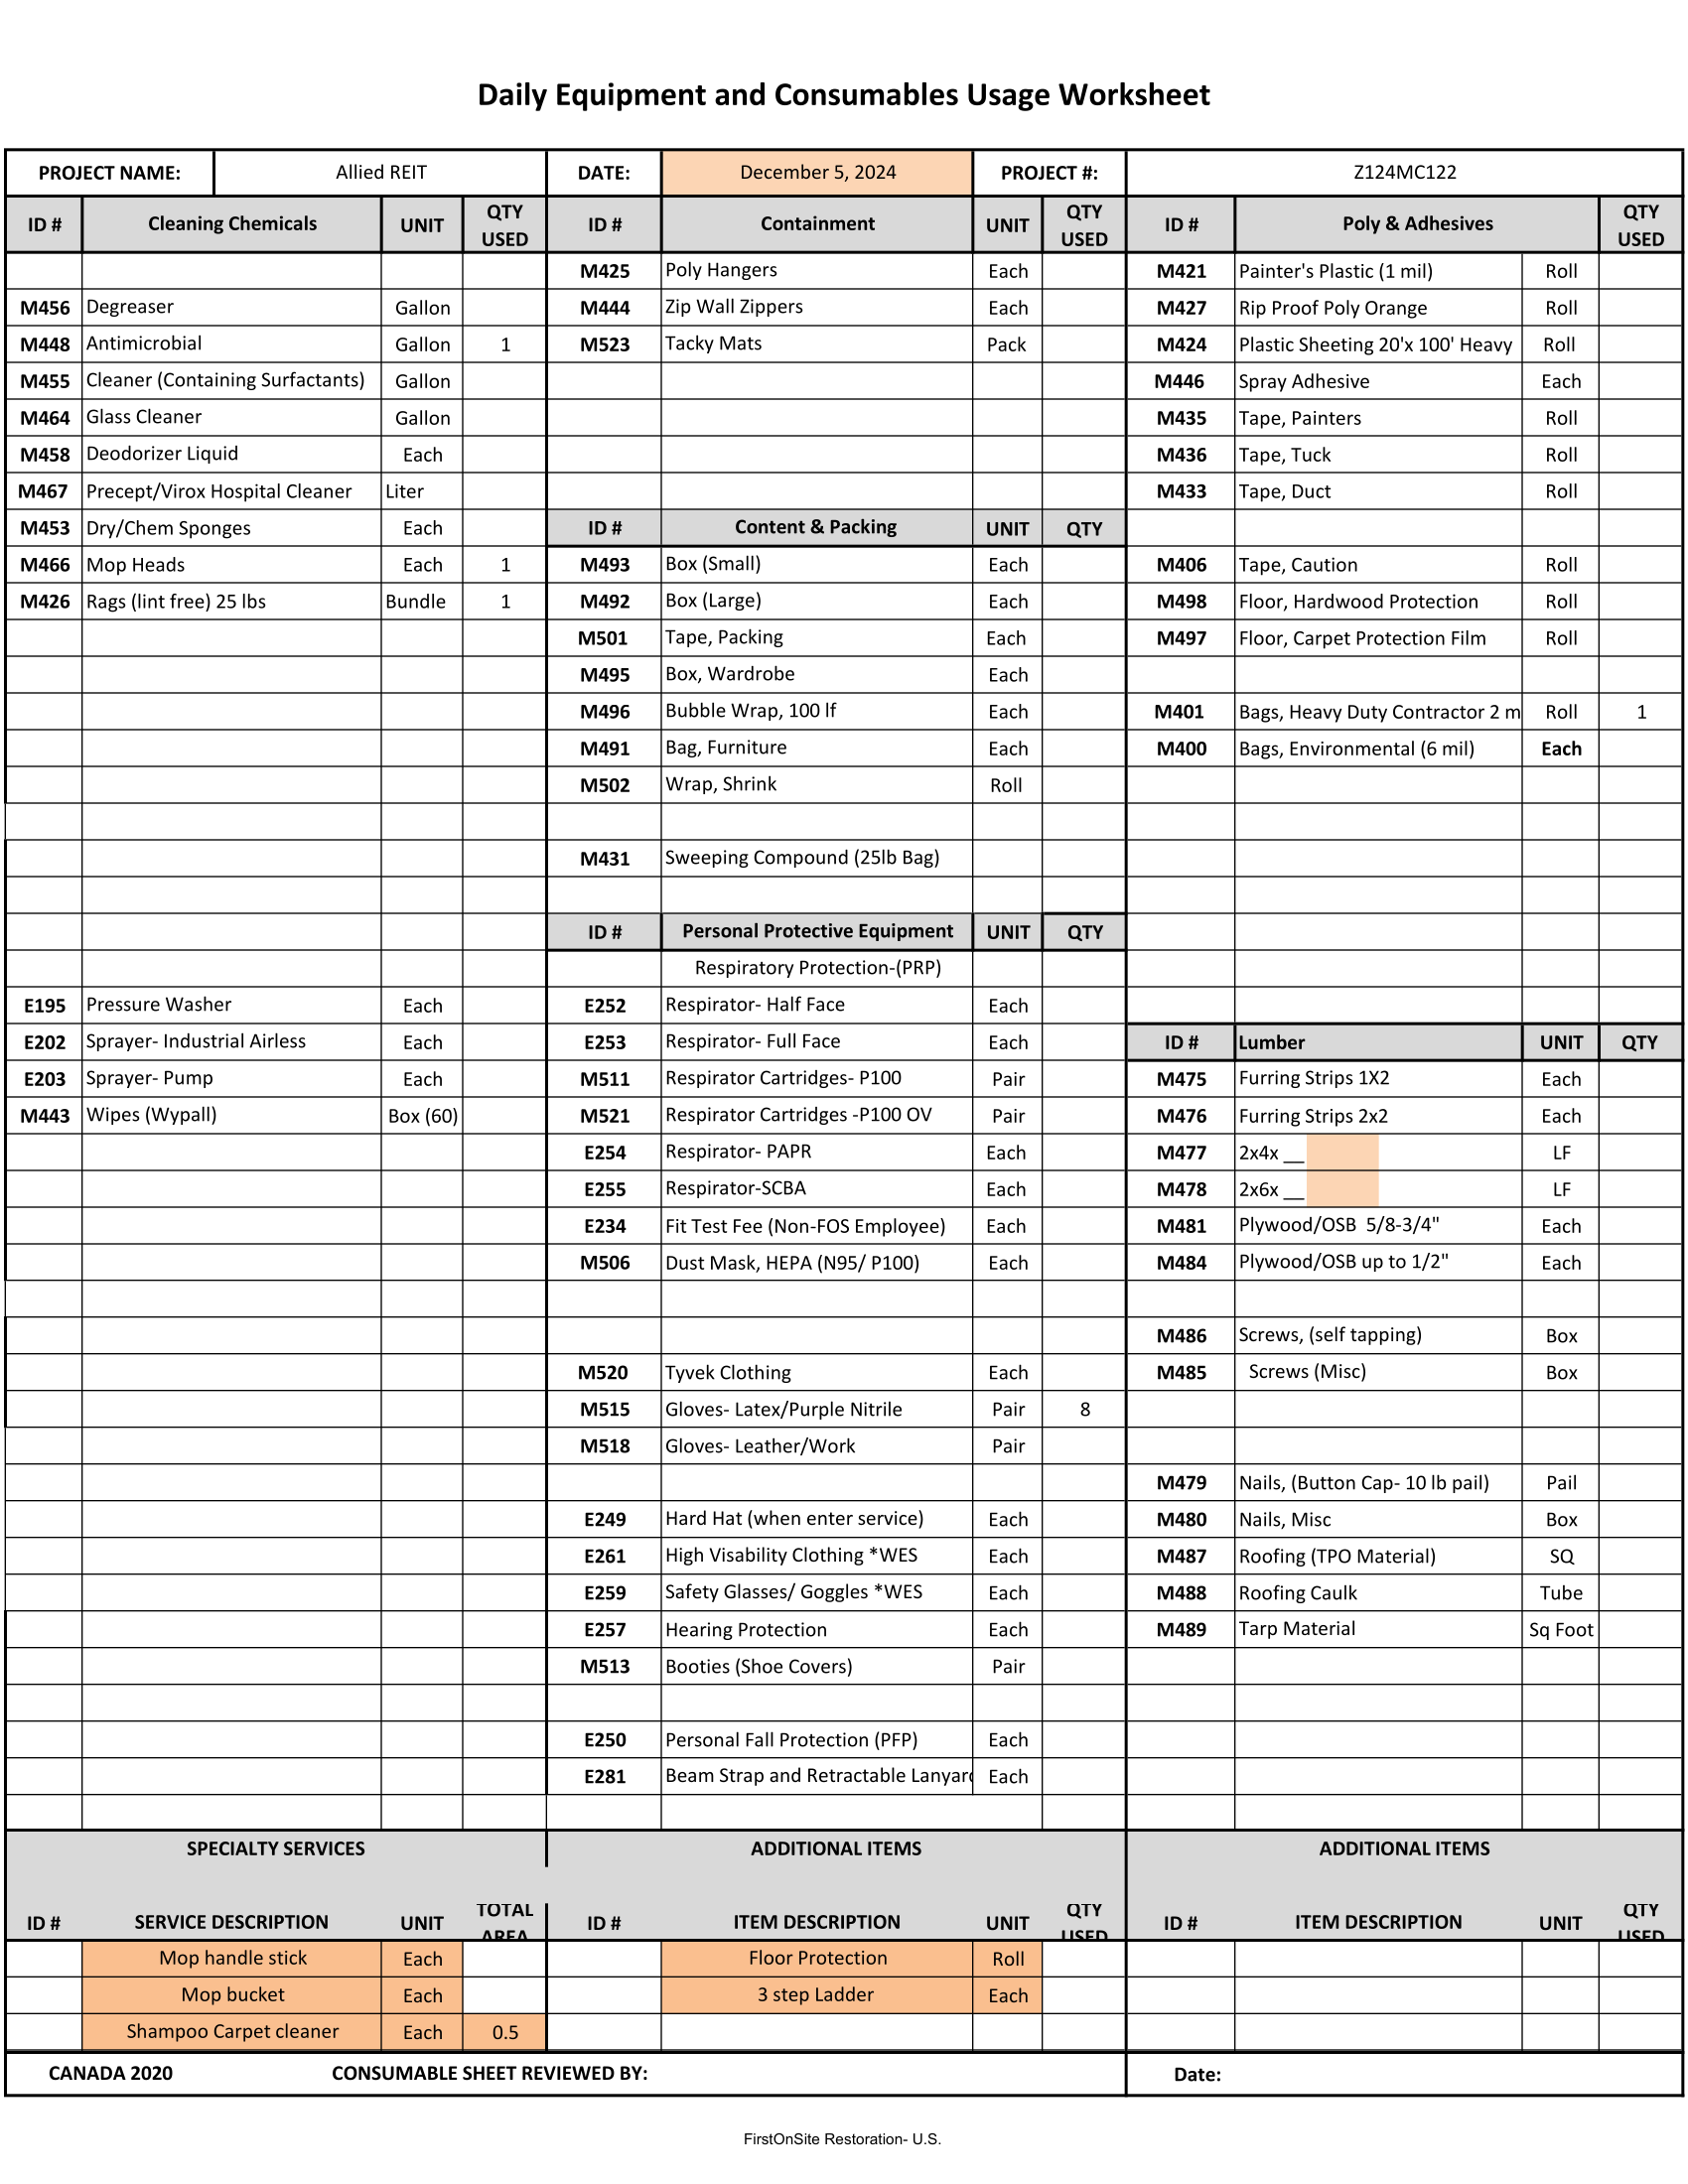 Daily Equipment and Consumables Usage Worksheet
PROJECT NAME: Allied REIT DATE: December 5, 2024 PROJECT #: Z124MC122
ID # Cleaning Chemicals UNIT QTY USED ID # Containment UNIT QTY USED ID # Poly & Adhesives QTY USED
M425 Poly Hangers Each M421 Painter's Plastic (1 mil) Roll
M456 Degreaser Gallon M444 Zip Wall Zippers Each M427 Rip Proof Poly Orange Roll
M448 Antimicrobial Gallon 1 M523 Tacky Mats Pack M424 Plastic Sheeting 20'x 100' Heavy Roll
M455 Cleaner (Containing Surfactants) Gallon M446 Spray Adhesive Each
M464 Glass Cleaner Gallon M435 Tape, Painters Roll
M458 Deodorizer Liquid Each M436 Tape, Tuck Roll
M467 Precept/Virox Hospital Cleaner Liter M433 Tape, Duct Roll
M453 Dry/Chem Sponges Each ID # Content & Packing UNIT QTY
M466 Mop Heads Each 1 M493 Box (Small) Each M406 Tape, Caution Roll
M426 Rags (lint free) 25 lbs Bundle 1 M492 Box (Large) Each M498 Floor, Hardwood Protection Roll
M501 Tape, Packing Each M497 Floor, Carpet Protection Film Roll
M495 Box, Wardrobe Each
M496 Bubble Wrap, 100 lf Each M401 Bags, Heavy Duty Contractor 2 m Roll 1
M491 Bag, Furniture Each M400 Bags, Environmental (6 mil) Each
M502 Wrap, Shrink Roll
M431 Sweeping Compound (25lb Bag)
ID # Personal Protective Equipment UNIT QTY
Respiratory Protection-(PRP)
E195 Pressure Washer Each E252 Respirator- Half Face Each
E202 Sprayer- Industrial Airless Each E253 Respirator- Full Face Each ID # Lumber UNIT QTY
E203 Sprayer- Pump Each M511 Respirator Cartridges- P100 Pair M475 Furring Strips 1X2 Each
M443 Wipes (Wypall) Box (60) M521 Respirator Cartridges -P100 OV Pair M476 Furring Strips 2x2 Each
E254 Respirator- PAPR Each M477 2x4x __ LF
E255 Respirator-SCBA Each M478 2x6x __ LF
E234 Fit Test Fee (Non-FOS Employee) Each M481 Plywood/OSB 5/8-3/4" Each
M506 Dust Mask, HEPA (N95/ P100) Each M484 Plywood/OSB up to 1/2" Each
M486 Screws, (self tapping) Box
M520 Tyvek Clothing Each M485 Screws (Misc) Box
M515 Gloves- Latex/Purple Nitrile Pair 8
M518 Gloves- Leather/Work Pair
M479 Nails, (Button Cap- 10 lb pail) Pail
E249 Hard Hat (when enter service) Each M480 Nails, Misc Box
E261 High Visability Clothing *WES Each M487 Roofing (TPO Material) SQ
E259 Safety Glasses/ Goggles *WES Each M488 Roofing Caulk Tube
E257 Hearing Protection Each M489 Tarp Material Sq Foot
M513 Booties (Shoe Covers) Pair
E250 Personal Fall Protection (PFP) Each
E281 Beam Strap and Retractable Lanyard Each
SPECIALTY SERVICES ADDITIONAL ITEMS ADDITIONAL ITEMS
ID # SERVICE DESCRIPTION UNIT TOTAL AREA ID # ITEM DESCRIPTION UNIT QTY USED ID # ITEM DESCRIPTION UNIT QTY USED
Mop handle stick Each Floor Protection Roll
Mop bucket Each 3 step Ladder Each
Shampoo Carpet cleaner Each 0.5
CANADA 2020 CONSUMABLE SHEET REVIEWED BY: Date:
FirstOnSite Restoration- U.S.